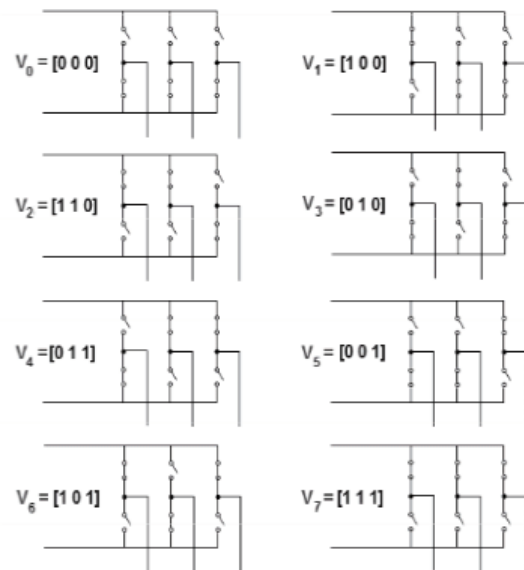 V0 = [0 0 0]
V1 = [1 0 0]
V2 = [1 1 0]
V3 = [0 1 0]
V4 =[0 1 1]
V5 = [0 0 1]
V6 = [1 0 1]
V7 = [1 1 1]